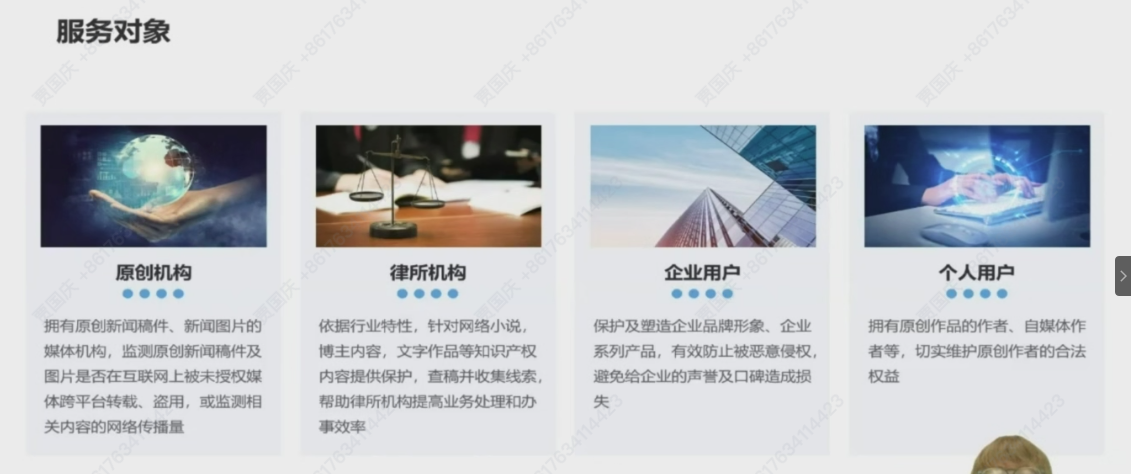 服务对象
原创机构
拥有原创新闻稿件、新闻图片的
媒体机构，监测原创新闻稿件及
图片是否在互联网上被未授权媒
体跨平台转载、盗用，或监测相
关内容的网络传播量
律所机构
依据行业特性，针对网络小说，
博主内容，文字作品等知识产权
内容提供保护，查稿并收集线索，
帮助律所机构提高业务处理和办
事效率
企业用户
保护及塑造企业品牌形象、企业
系列产品，有效防止被恶意侵权，
避免给企业的声誉及口碑造成损
失
个人用户
拥有原创作品的作者、自媒体作
者等，切实维护原创作者的合法
权益
贾国庆 +8617634114423